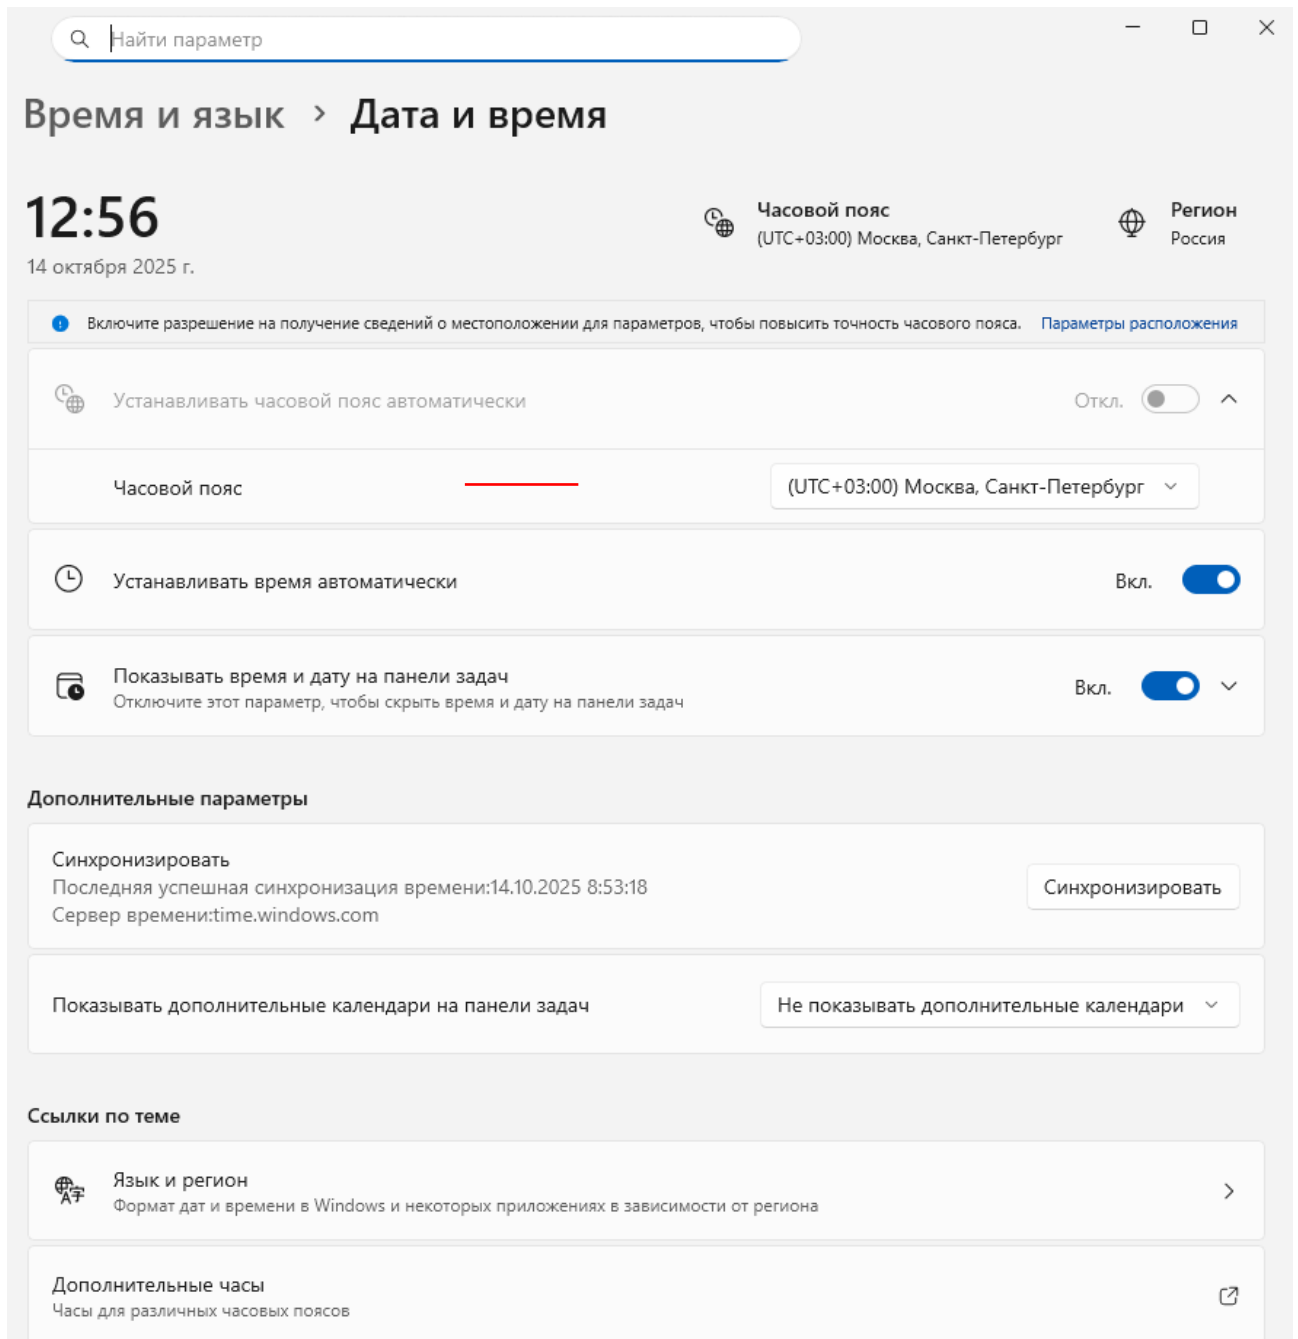 Найти параметр
Время и язык > Дата и время
12:56
14 октября 2025 г.
Часовой пояс
(UTC+03:00) Москва, Санкт-Петербург
Регион
Россия
Включите разрешение на получение сведений о местоположении для параметров, чтобы повысить точность часового пояса. Параметры расположения
Устанавливать часовой пояс автоматически Откл.
Часовой пояс (UTC+03:00) Москва, Санкт-Петербург
Устанавливать время автоматически Вкл.
Показывать время и дату на панели задач Вкл.
Отключите этот параметр, чтобы скрыть время и дату на панели задач
Дополнительные параметры
Синхронизировать
Последняя успешная синхронизация времени:14.10.2025 8:53:18
Сервер времени:time.windows.com
Синхронизировать
Показывать дополнительные календари на панели задач Не показывать дополнительные календари
Ссылки по теме
Язык и регион
Формат дат и времени в Windows и некоторых приложениях в зависимости от региона
Дополнительные часы
Часы для различных часовых поясов